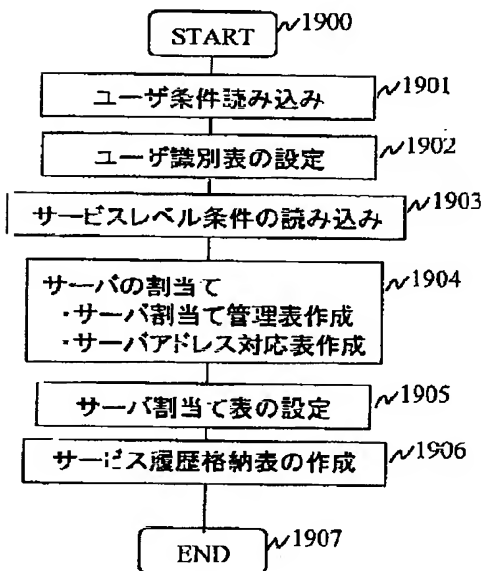 START
1900
ユーザ条件読み込み
1901
ユーザ識別表の設定
1902
サービスレベル条件の読み込み
1903
サーバの割当て
・サーバ割当て管理表作成
・サーバアドレス対応表作成
1904
サーバ割当て表の設定
1905
サービス履歴格納表の作成
1906
END
1907